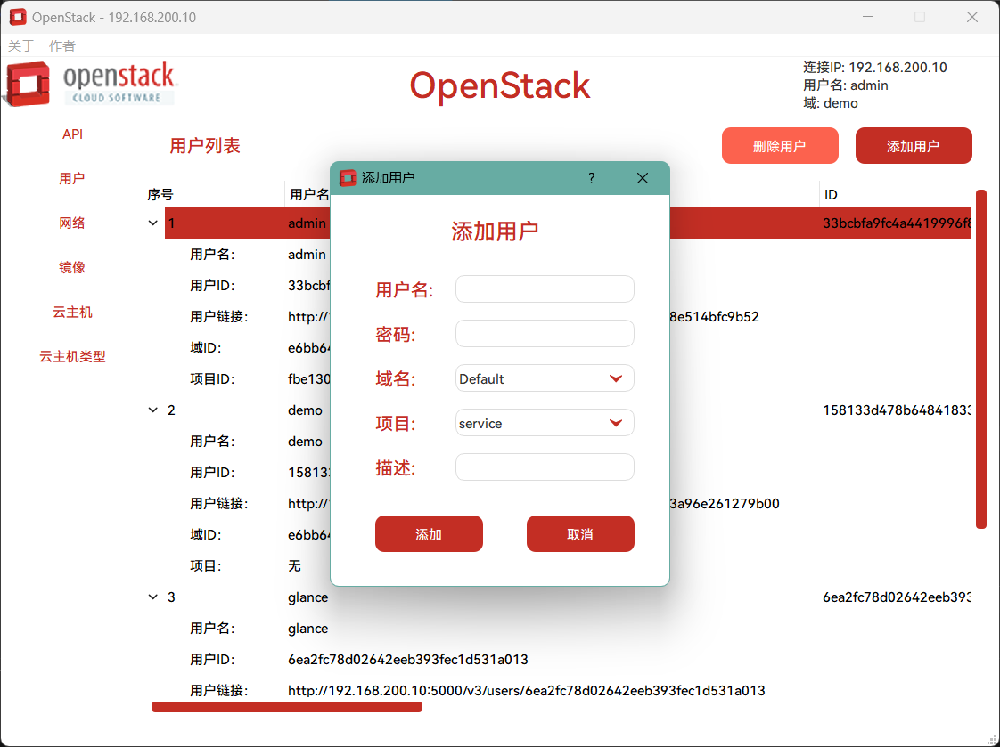 OpenStack - 192.168.200.10
关于 作者
openstack
CLOUD SOFTWARE
OpenStack
连接IP: 192.168.200.10
用户名: admin
域: demo
API
用户
网络
镜像
云主机
云主机类型
用户列表
删除用户
添加用户
序号 用户名 ID
1 admin 33bcbfa9fc4a4419996f8
用户名: admin
用户ID: 33bcbf
用户链接: http:// 8e514bfc9b52
域ID: e6bb64
项目ID: fbe130
2 demo 158133d478b64841833
用户名: demo
用户ID: 158133
用户链接: http:// 3a96e261279b00
域ID: e6bb64
项目: 无
3 glance 6ea2fc78d02642eeb393
用户名: glance
用户ID: 6ea2fc78d02642eeb393fec1d531a013
用户链接: http://192.168.200.10:5000/v3/users/6ea2fc78d02642eeb393fec1d531a013
添加用户 ?
添加用户
用户名:
密码:
域名: Default
项目: service
描述:
添加 取消